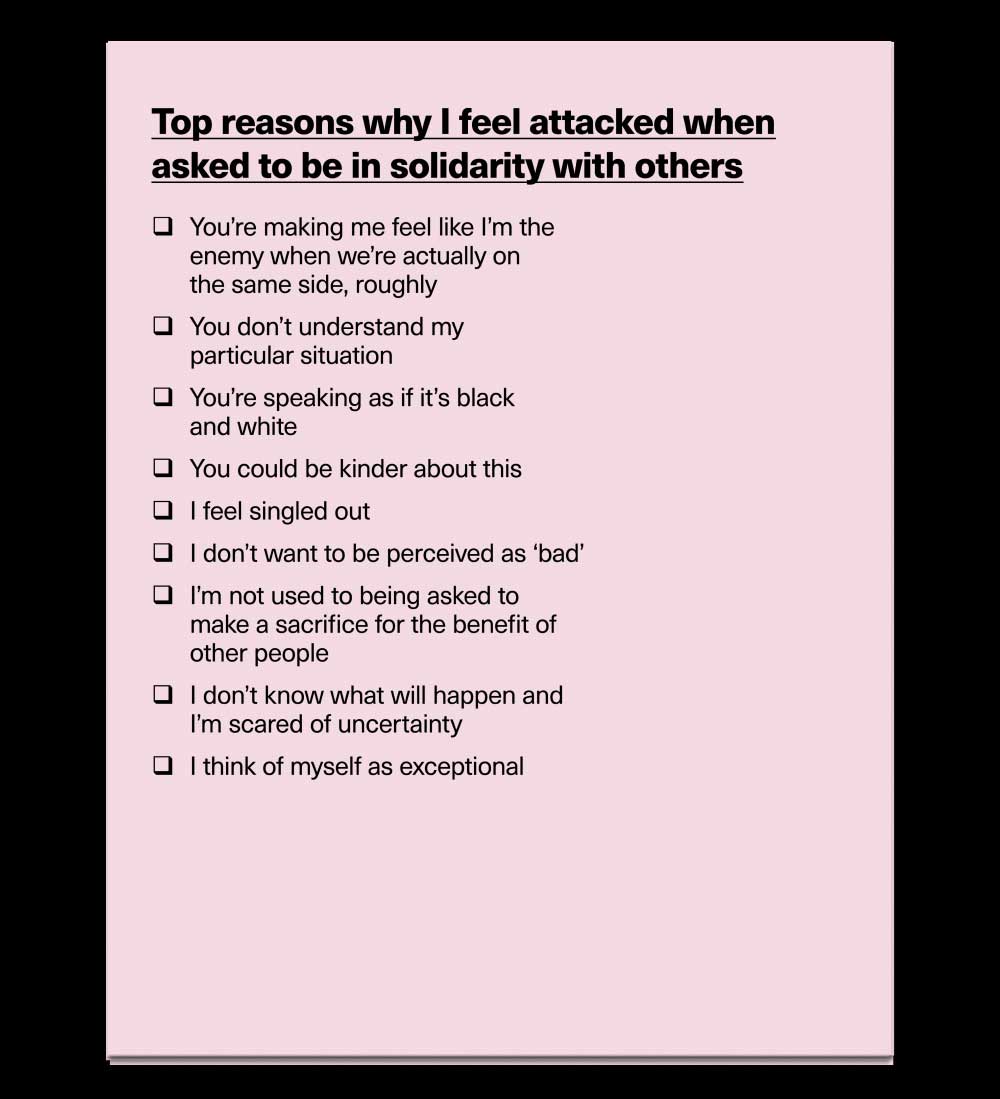 Top reasons why I feel attacked when
asked to be in solidarity with others
❏ You’re making me feel like I’m the
enemy when we’re actually on
the same side, roughly
❏ You don’t understand my
particular situation
❏ You’re speaking as if it’s black
and white
❏ You could be kinder about this
❏ I feel singled out
❏ I don’t want to be perceived as ‘bad’
❏ I’m not used to being asked to
make a sacrifice for the benefit of
other people
❏ I don’t know what will happen and
I’m scared of uncertainty
❏ I think of myself as exceptional